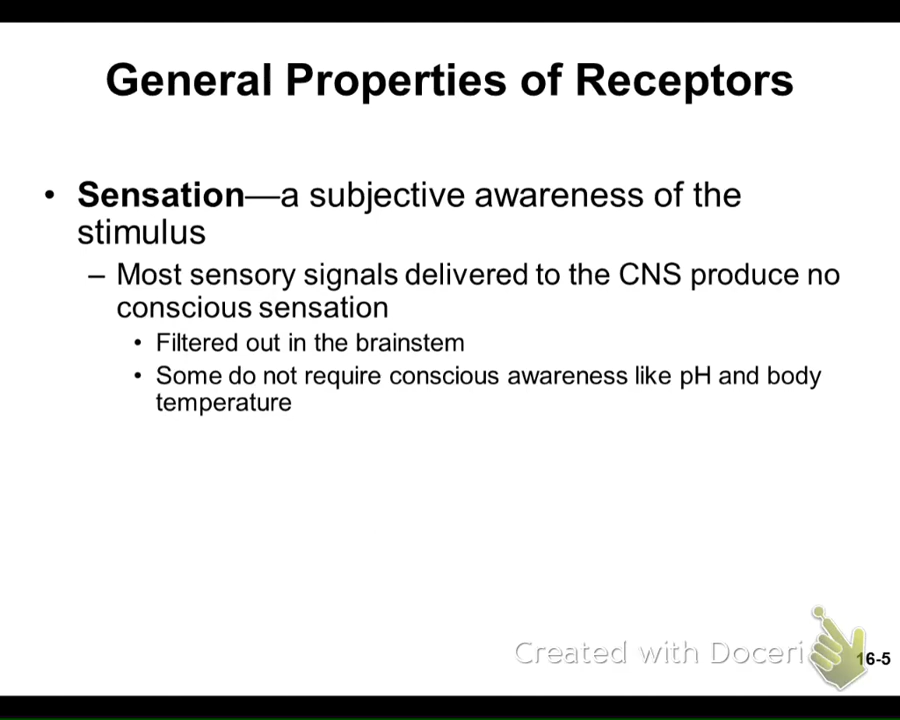 General Properties of Receptors
• Sensation—a subjective awareness of the
stimulus
– Most sensory signals delivered to the CNS produce no
conscious sensation
• Filtered out in the brainstem
• Some do not require conscious awareness like pH and body
temperature
Created with Doceri
16-5